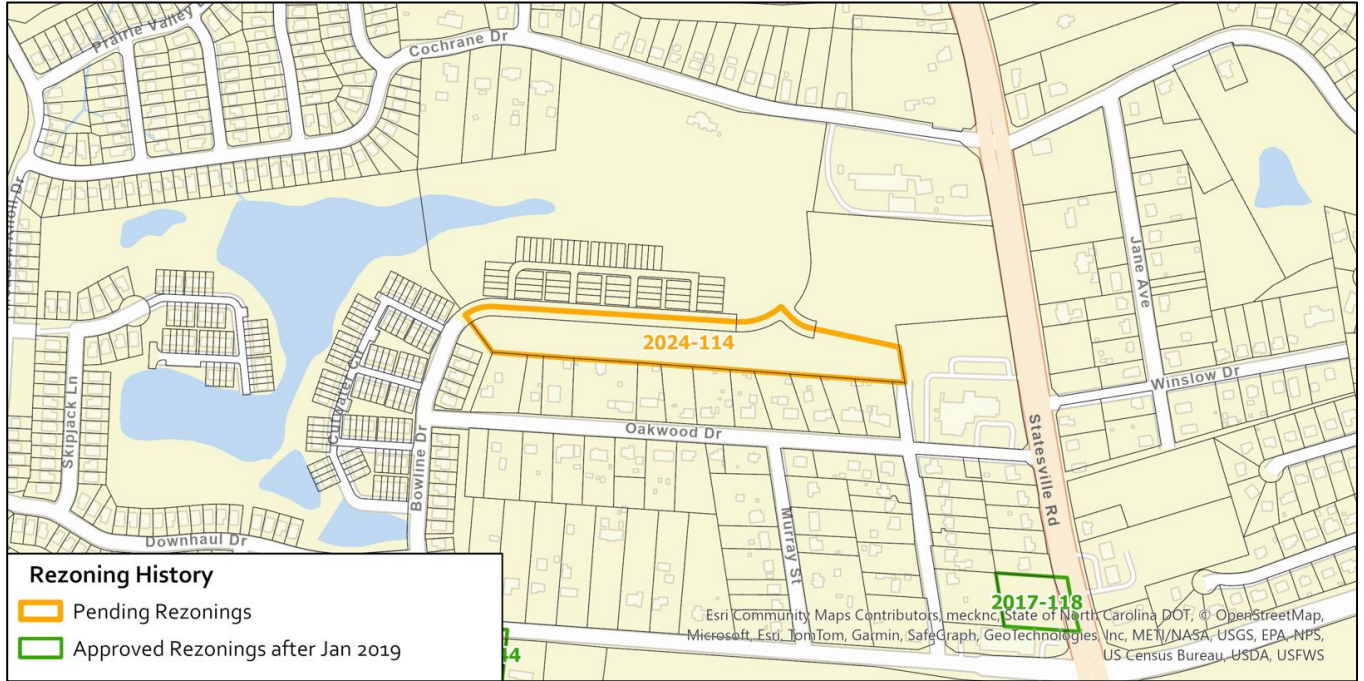 Prairie Valley
Cochrane Dr
Jane Ave
2024-114
Winslow Dr
Skipjack Ln
Cutwater Ct
Bowline Dr
Oakwood Dr
Statesville Rd
Murray St
Downhaul Dr
2017-118
44
Rezoning History
Pending Rezonings
Approved Rezonings after Jan 2019
Esri Community Maps Contributors, mecknc, State of North Carolina DOT, © OpenStreetMap,
Microsoft, Esri, TomTom, Garmin, SafeGraph, GeoTechnologies, Inc, METI/NASA, USGS, EPA, NPS,
US Census Bureau, USDA, USFWS